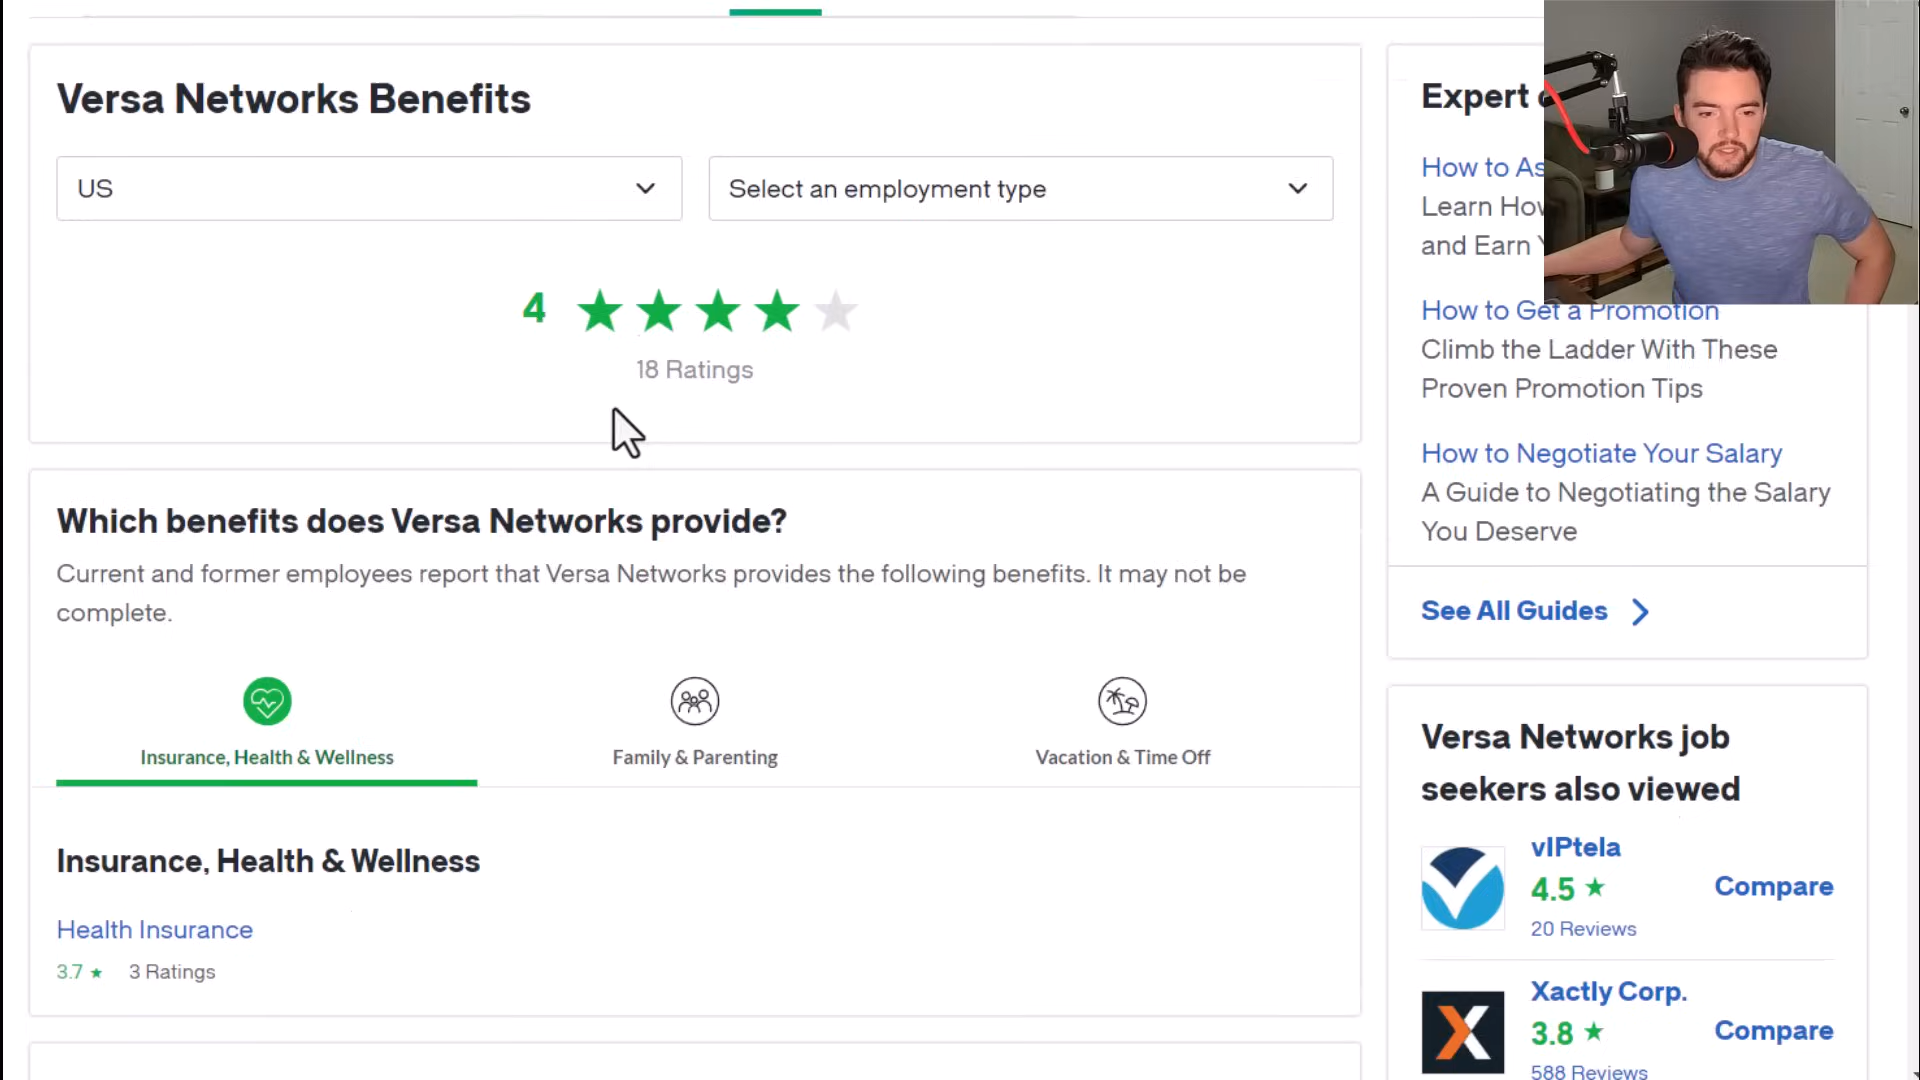 Versa Networks Benefits
US
Select an employment type
4
18 Ratings
Which benefits does Versa Networks provide?
Current and former employees report that Versa Networks provides the following benefits. It may not be
complete.
Insurance, Health & Wellness
Family & Parenting
Vacation & Time Off
Insurance, Health & Wellness
Health Insurance
3.7 ★ 3 Ratings
Expert
How to As
Learn How
and Earn
How to Get a Promotion
Climb the Ladder With These
Proven Promotion Tips
How to Negotiate Your Salary
A Guide to Negotiating the Salary
You Deserve
See All Guides
Versa Networks job
seekers also viewed
vIPtela
4.5 ★
Compare
20 Reviews
Xactly Corp.
3.8 ★
Compare
588 Reviews